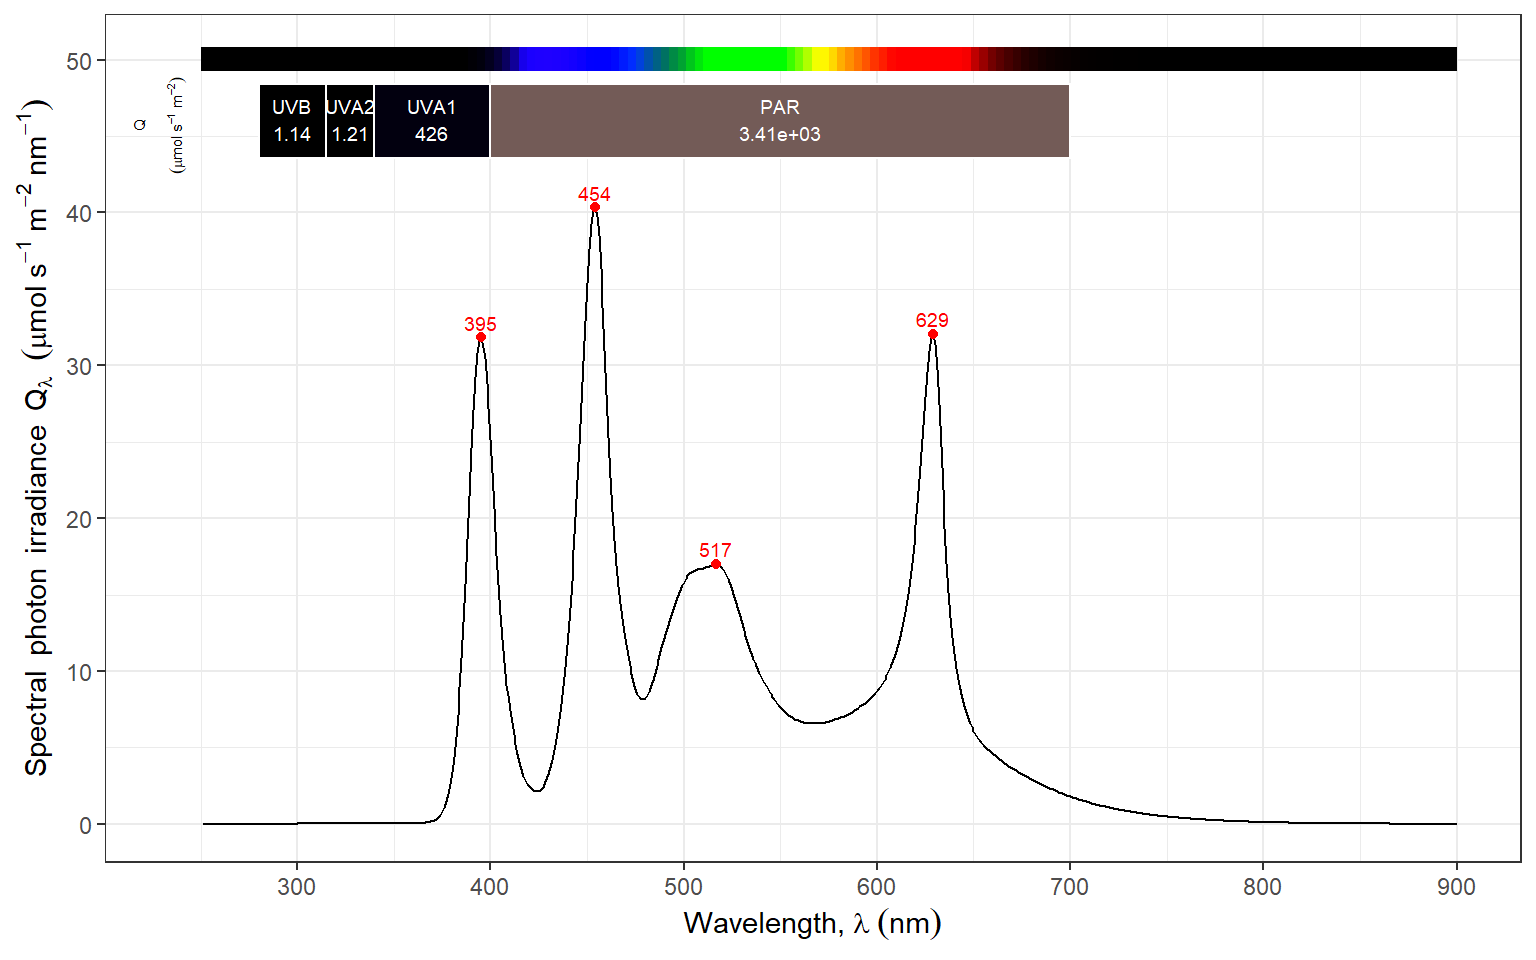 50
40
30
20
10
0
Spectral photon irradiance Qλ (μmol s⁻¹ m⁻² nm⁻¹)
Q
(μmol s⁻¹ m⁻²)
UVB
1.14
UVA2
1.21
UVA1
426
PAR
3.41e+03
454
395
629
517
300 400 500 600 700 800 900
Wavelength, λ (nm)